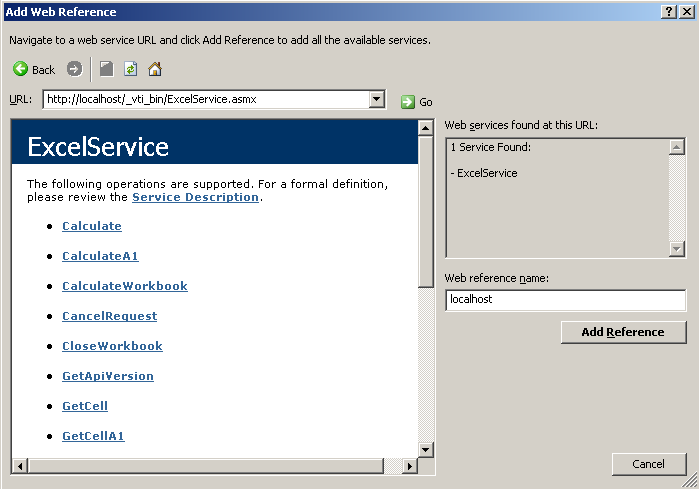 Add Web Reference
Navigate to a web service URL and click Add Reference to add all the available services.
Back
URL: http://localhost/_vti_bin/ExcelService.asmx Go
ExcelService
The following operations are supported. For a formal definition,
please review the Service Description.
• Calculate
• CalculateA1
• CalculateWorkbook
• CancelRequest
• CloseWorkbook
• GetApiVersion
• GetCell
• GetCellA1
Web services found at this URL:
1 Service Found:
- ExcelService
Web reference name:
localhost
Add Reference
Cancel